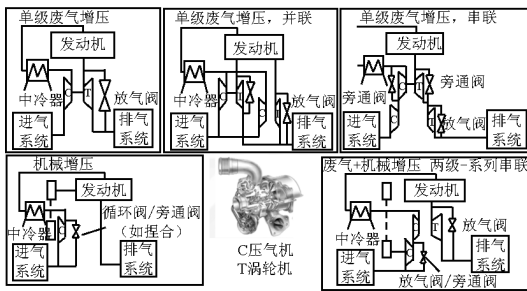 单级废气增压
发动机
中冷器
C
T
放气阀
进气
系统
排气
系统
单级废气增压，并联
发动机
中冷器
C
T
C
T
放气阀
进气
系统
排气
系统
单级废气增压，串联
发动机
旁通阀
C
T
旁通阀
C
T
放气阀
进气
系统
排气
系统
机械增压
发动机
中冷器
C
循环阀/旁通阀
（如捏合）
进气
系统
排气
系统
C压气机
T涡轮机
废气+机械增压 两级-系列串联
发动机
中冷器
C
T
放气阀
C
进气
系统
排气
系统
放气阀/旁通阀